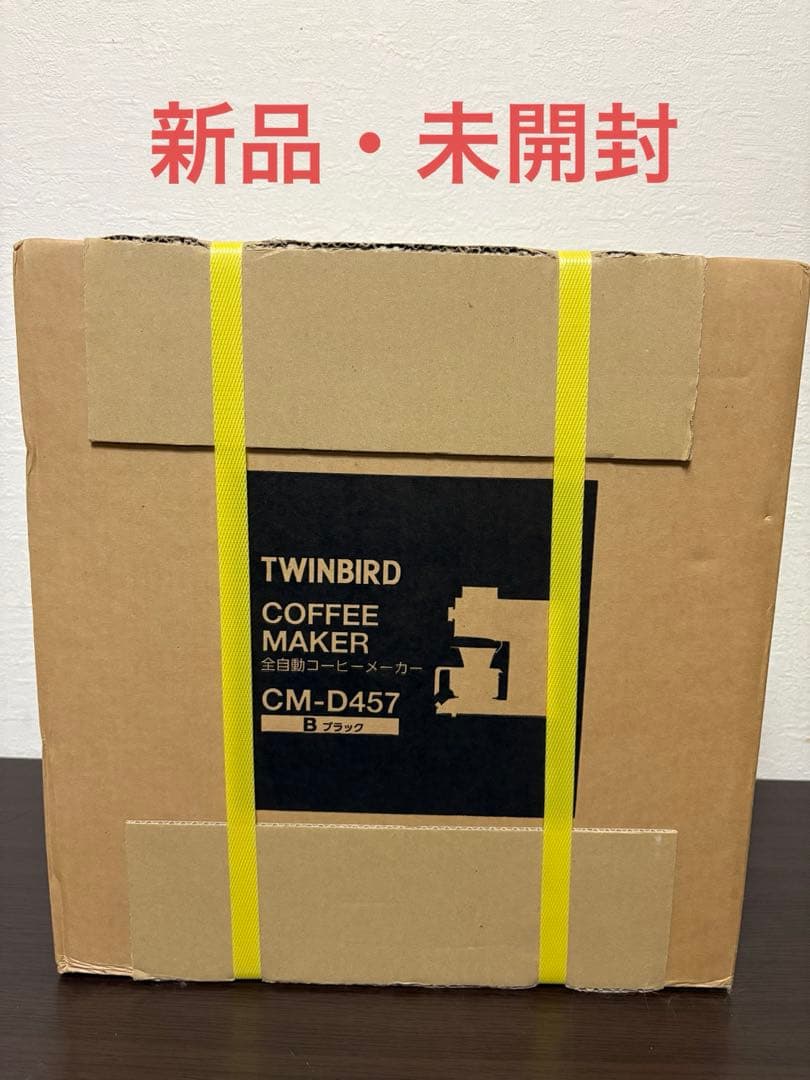 新品・未開封
TWINBIRD
COFFEE
MAKER
全自動コーヒーメーカー
CM-D457
B ブラック